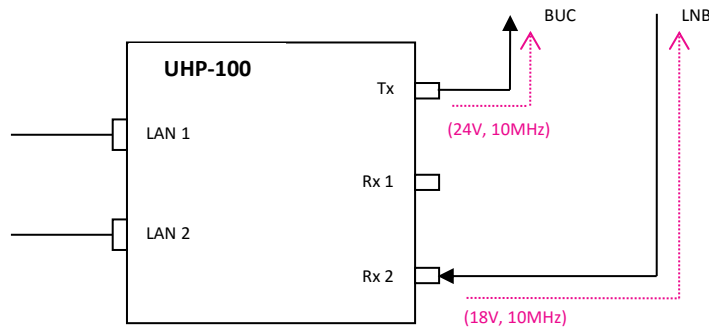 BUC
LNB
UHP-100
Tx
(24V, 10MHz)
LAN 1
Rx 1
LAN 2
Rx 2
(18V, 10MHz)